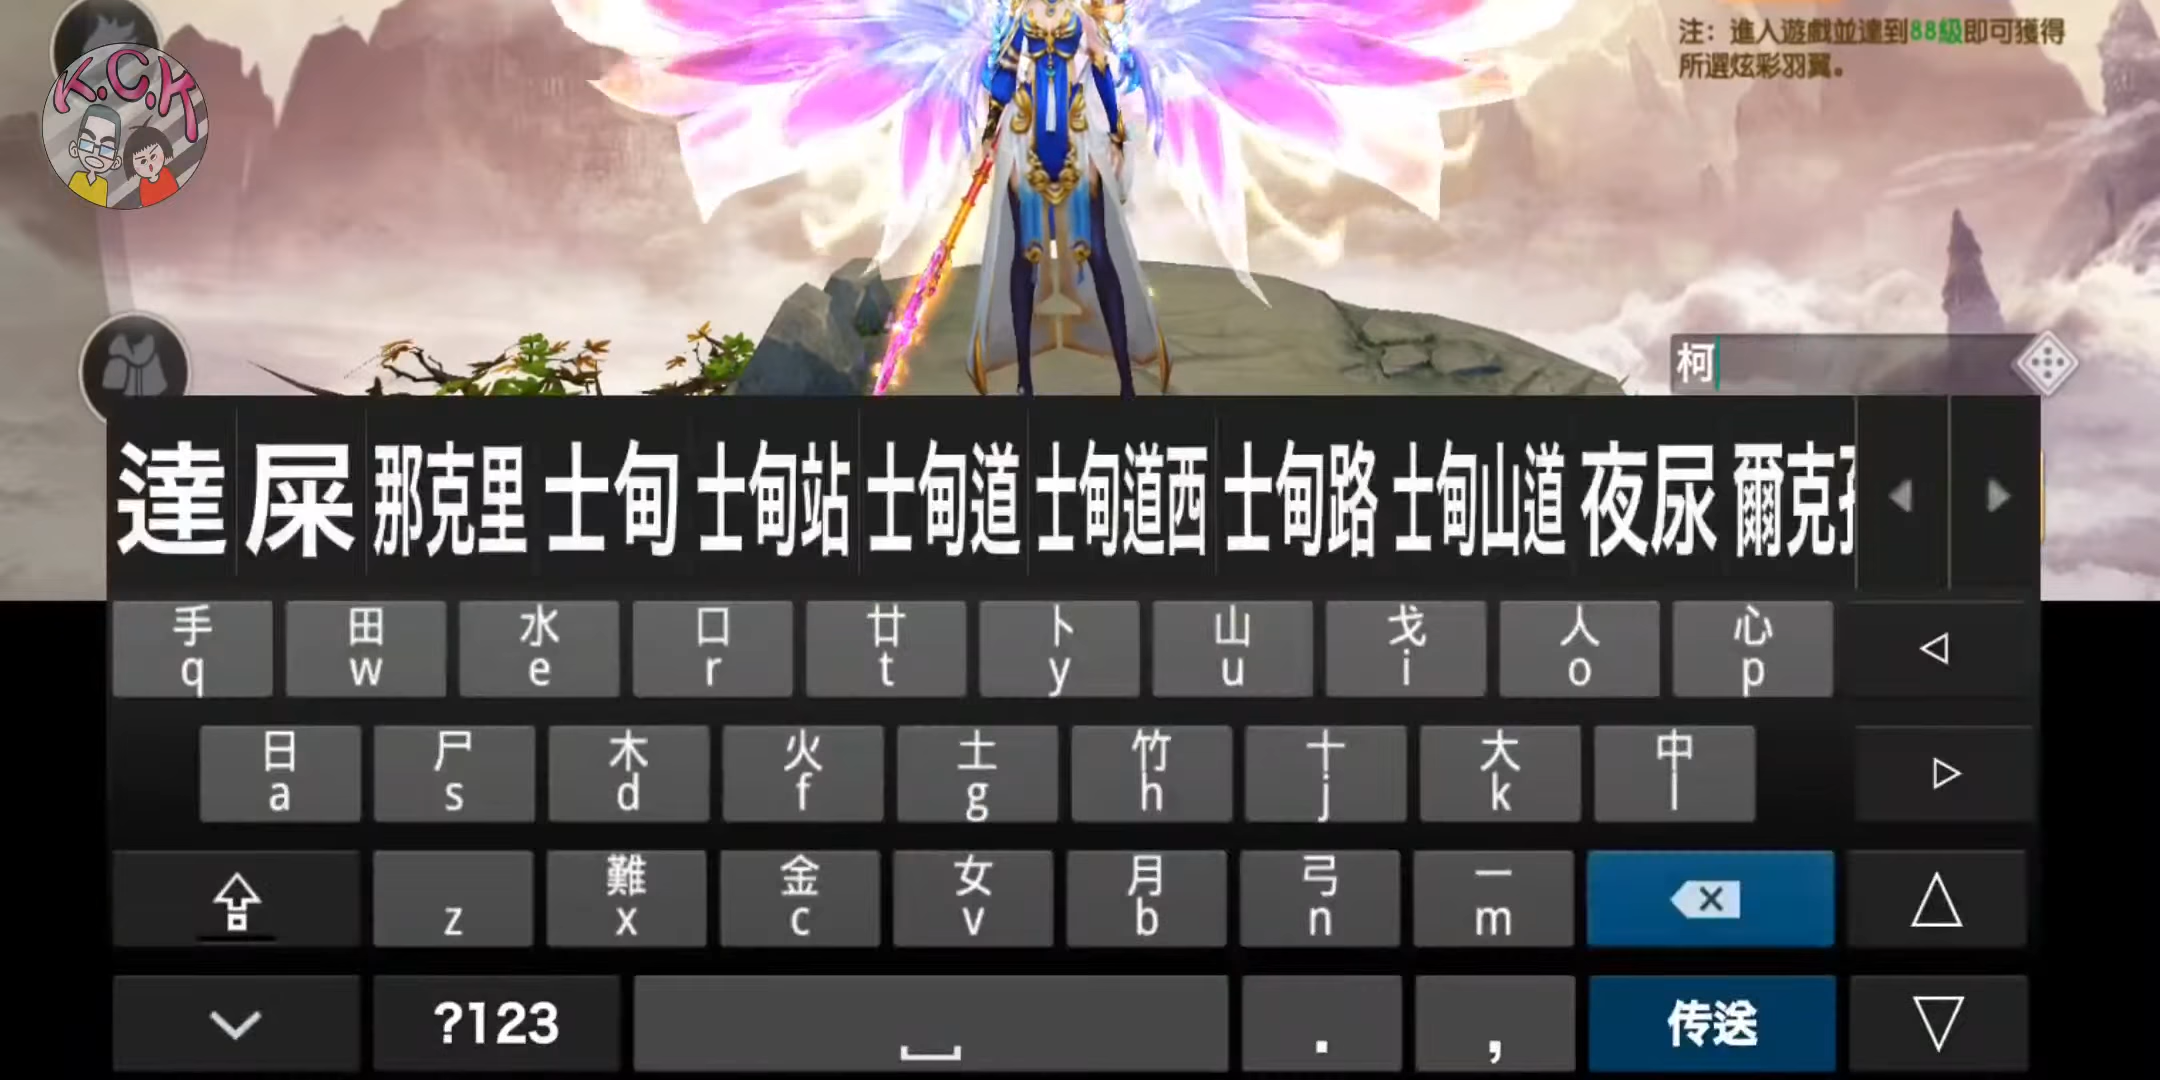 K.C.K
注：進入遊戲並達到88級即可獲得
所選炫彩羽翼。
柯
達 屎 那克里 士甸 士甸站 士甸道 士甸道西 士甸路 士甸山道 夜尿 爾克孜
手 田 水 口 廿 卜 山 戈 人 心
q w e r t y u i o p
日 尸 木 火 土 竹 十 大 中
a s d f g h j k l
難 金 女 月 弓 一
z x c v b n m
?123 . , 传送